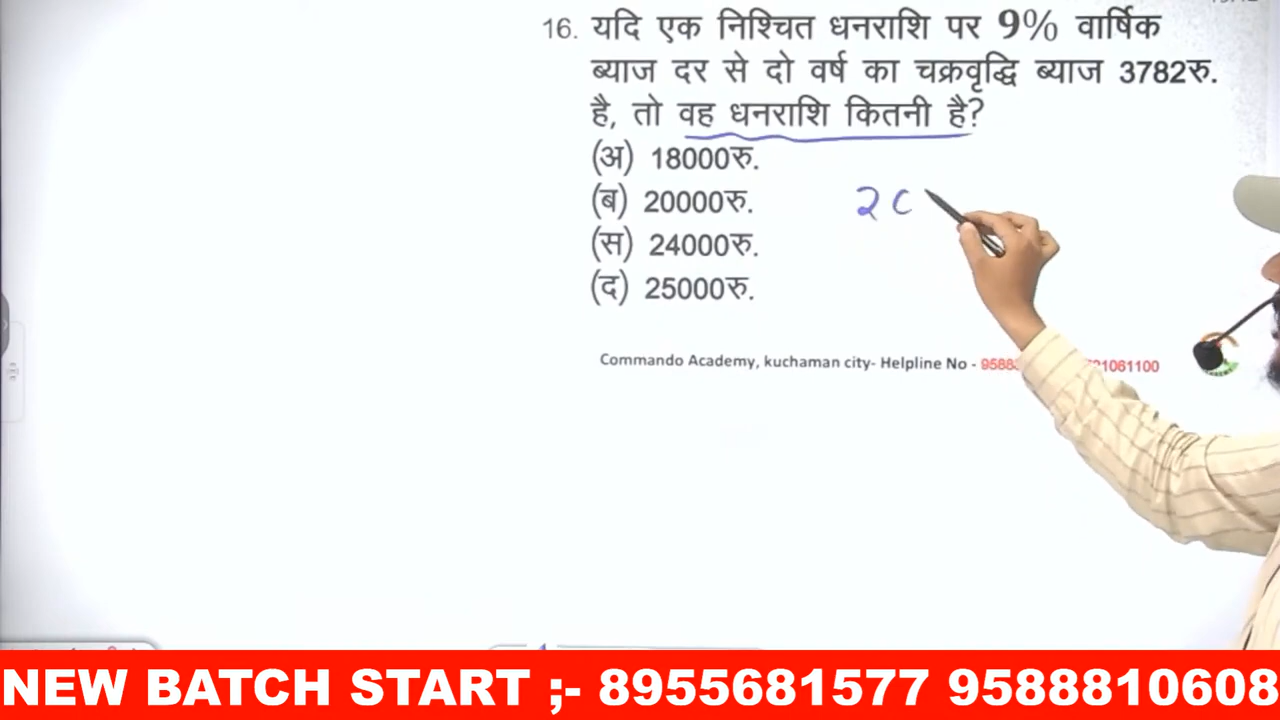 16. यदि एक निश्चित धनराशि पर 9% वार्षिक
ब्याज दर से दो वर्ष का चक्रवृद्धि ब्याज 3782रु.
है, तो वह धनराशि कितनी है?
(अ) 18000रु.
(ब) 20000रु.
2 C
(स) 24000रु.
(द) 25000रु.
Commando Academy, kuchaman city- Helpline No -
NEW BATCH START ;- 8955681577 9588810608